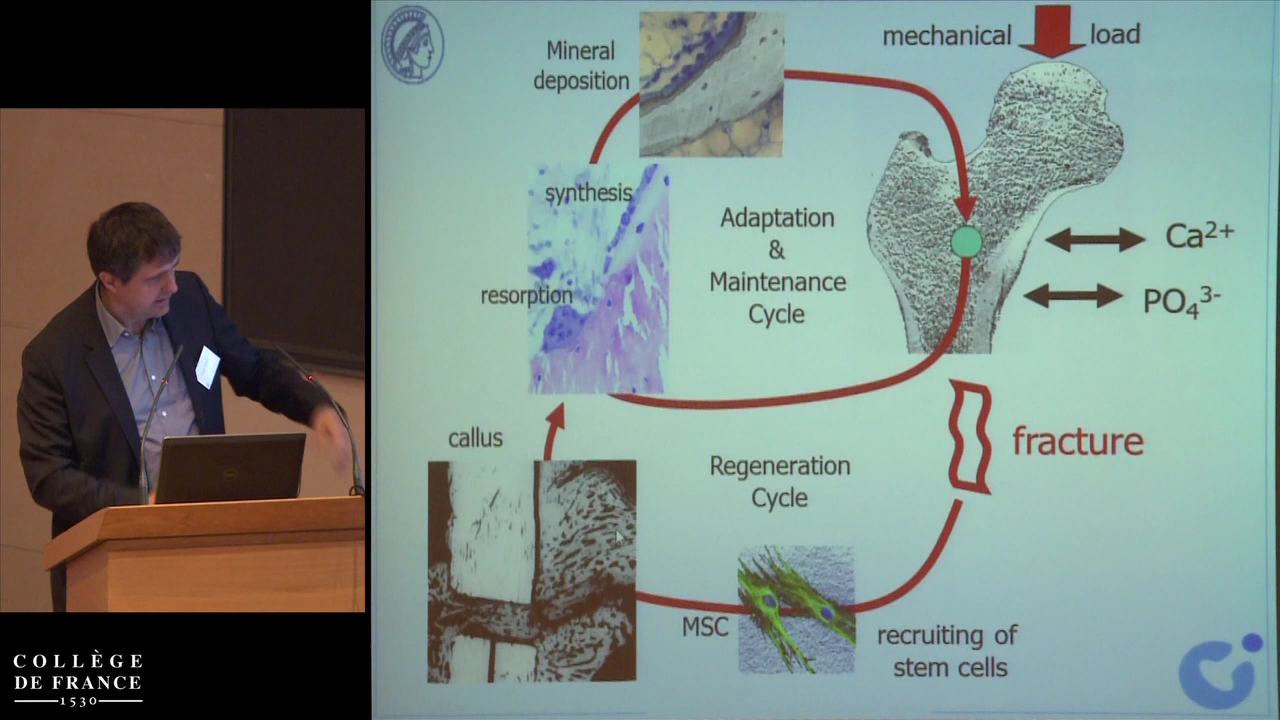 mechanical load
Mineral
deposition
synthesis
resorption
Adaptation
&
Maintenance
Cycle
Ca2+
PO43-
callus
fracture
Regeneration
Cycle
MSC
recruiting of
stem cells
COLLÈGE
DE FRANCE
1530